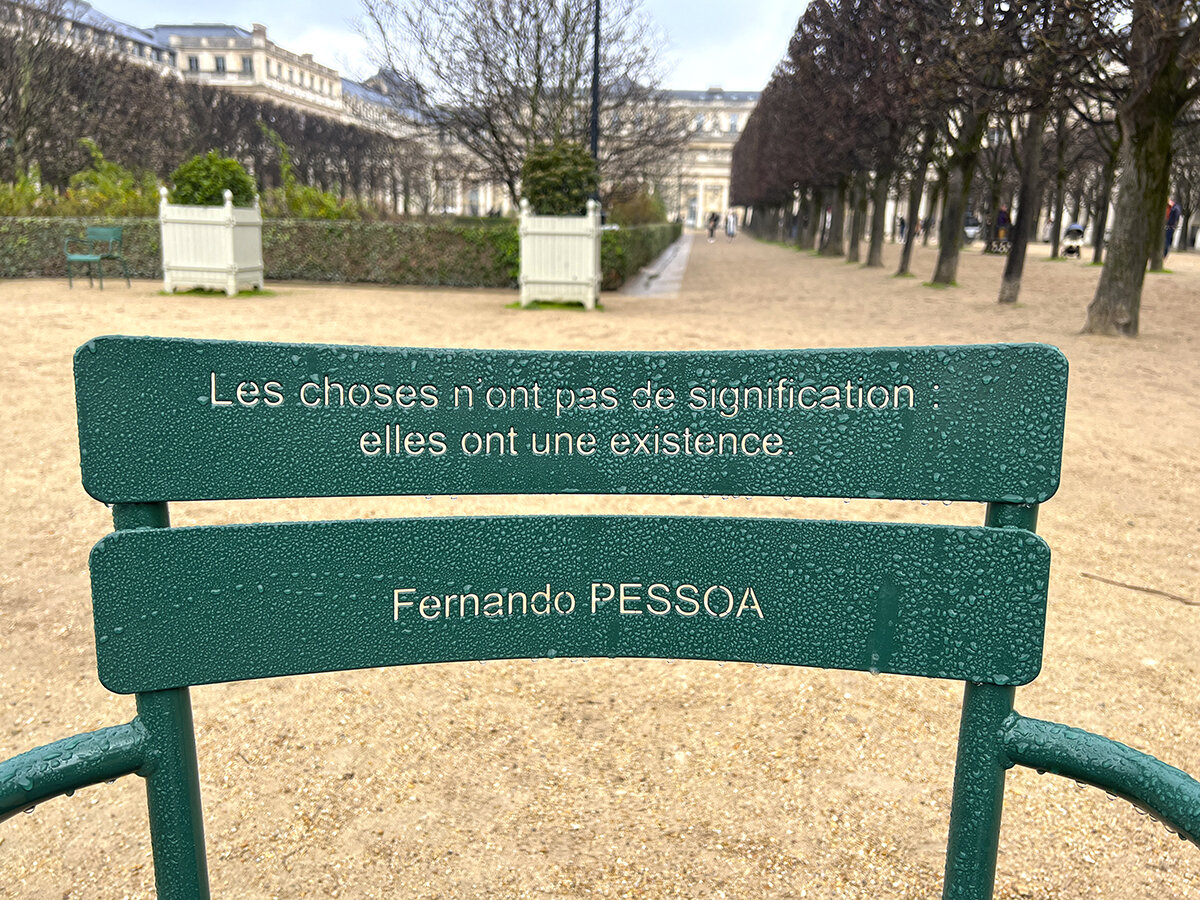 Les choses n'ont pas de signification :
elles ont une existence.
Fernando PESSOA